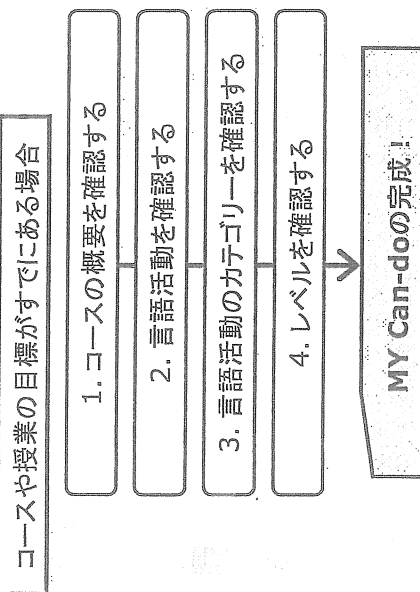 コースや授業の目標がすでにある場合
1. コースの概要を確認する
2. 言語活動を確認する
3. 言語活動のカテゴリーを確認する
4. レベルを確認する
MY Can-doの完成！